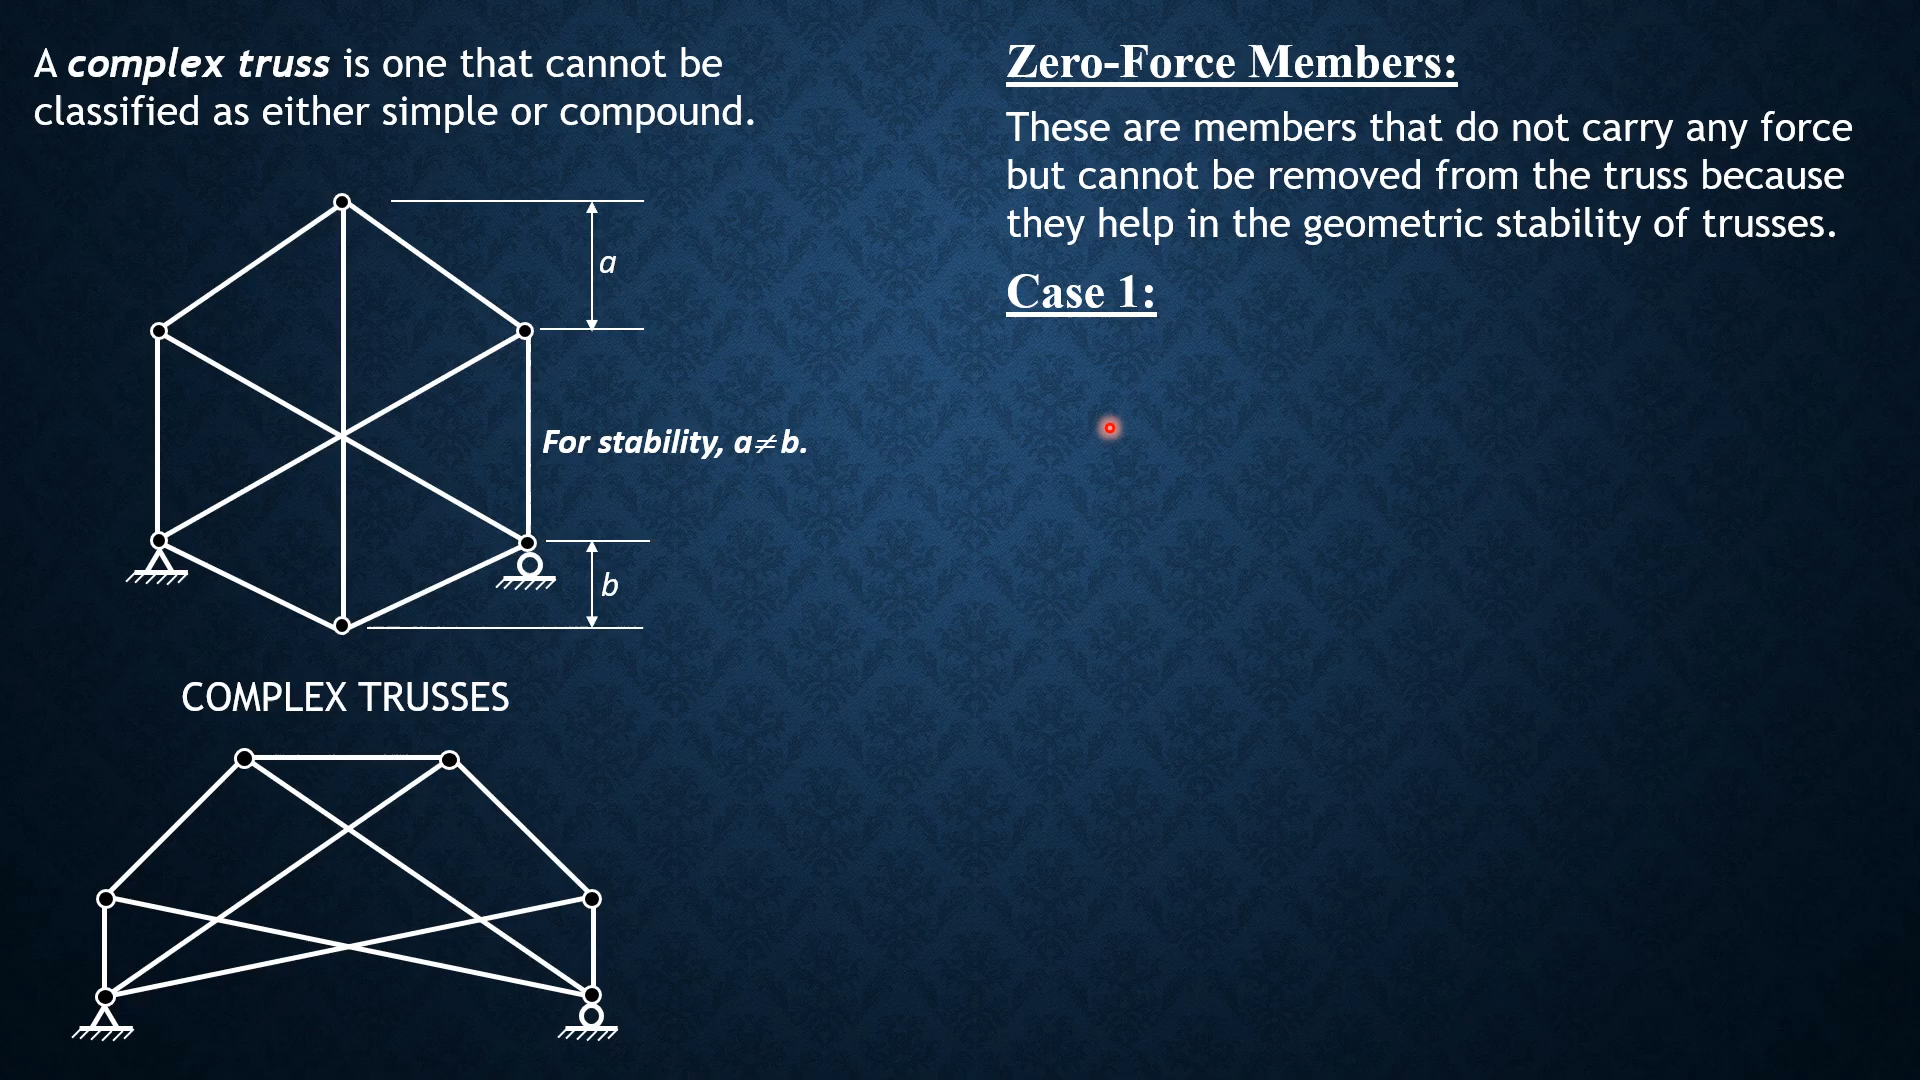 A complex truss is one that cannot be
classified as either simple or compound.
a
For stability, a≠b.
b
COMPLEX TRUSSES
Zero-Force Members:
These are members that do not carry any force
but cannot be removed from the truss because
they help in the geometric stability of trusses.
Case 1: